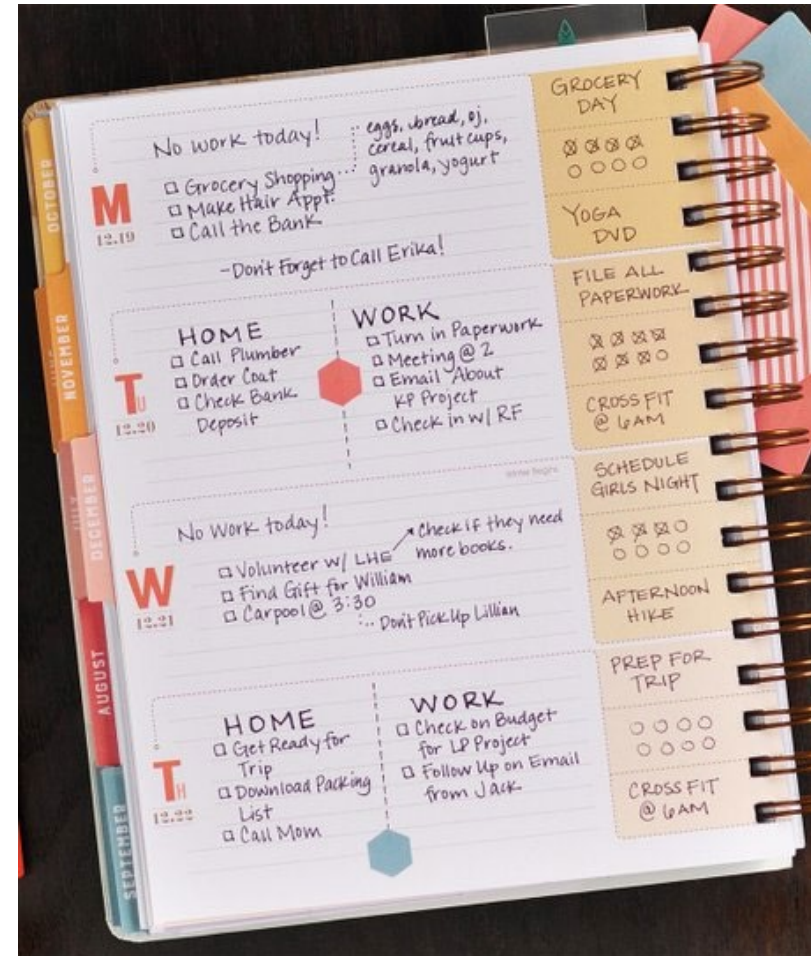 OCTOBER
NOVEMBER
DECEMBER
AUGUST
SEPTEMBER
M
12.19
No work today!
□ Grocery Shopping
□ Make Hair Appt.
□ Call the Bank
eggs, bread, oj,
cereal, fruit cups,
granola, yogurt
-Don't Forget to Call Erika!
GROCERY
DAY
YOGA
DVD
TU
12.20
HOME
□ Call Plumber
□ Order Coat
□ Check Bank
Deposit
WORK
□ Turn in Paperwork
□ Meeting @ 2
□ Email About
KP Project
□ Check in w/ RF
FILE ALL
PAPERWORK
CROSSFIT
@ 6AM
W
12.21
No Work today!
□ Volunteer w/ LHE
□ Find Gift for William
□ Carpool @ 3:30
Check if they need
more books.
Don't Pick Up Lillian
SCHEDULE
GIRLS NIGHT
AFTERNOON
HIKE
TH
12.22
HOME
□ Get Ready for
Trip
□ Download Packing
List
□ Call Mom
WORK
□ Check on Budget
for LP Project
□ Follow Up on Email
from Jack
PREP FOR
TRIP
CROSSFIT
@ 6AM